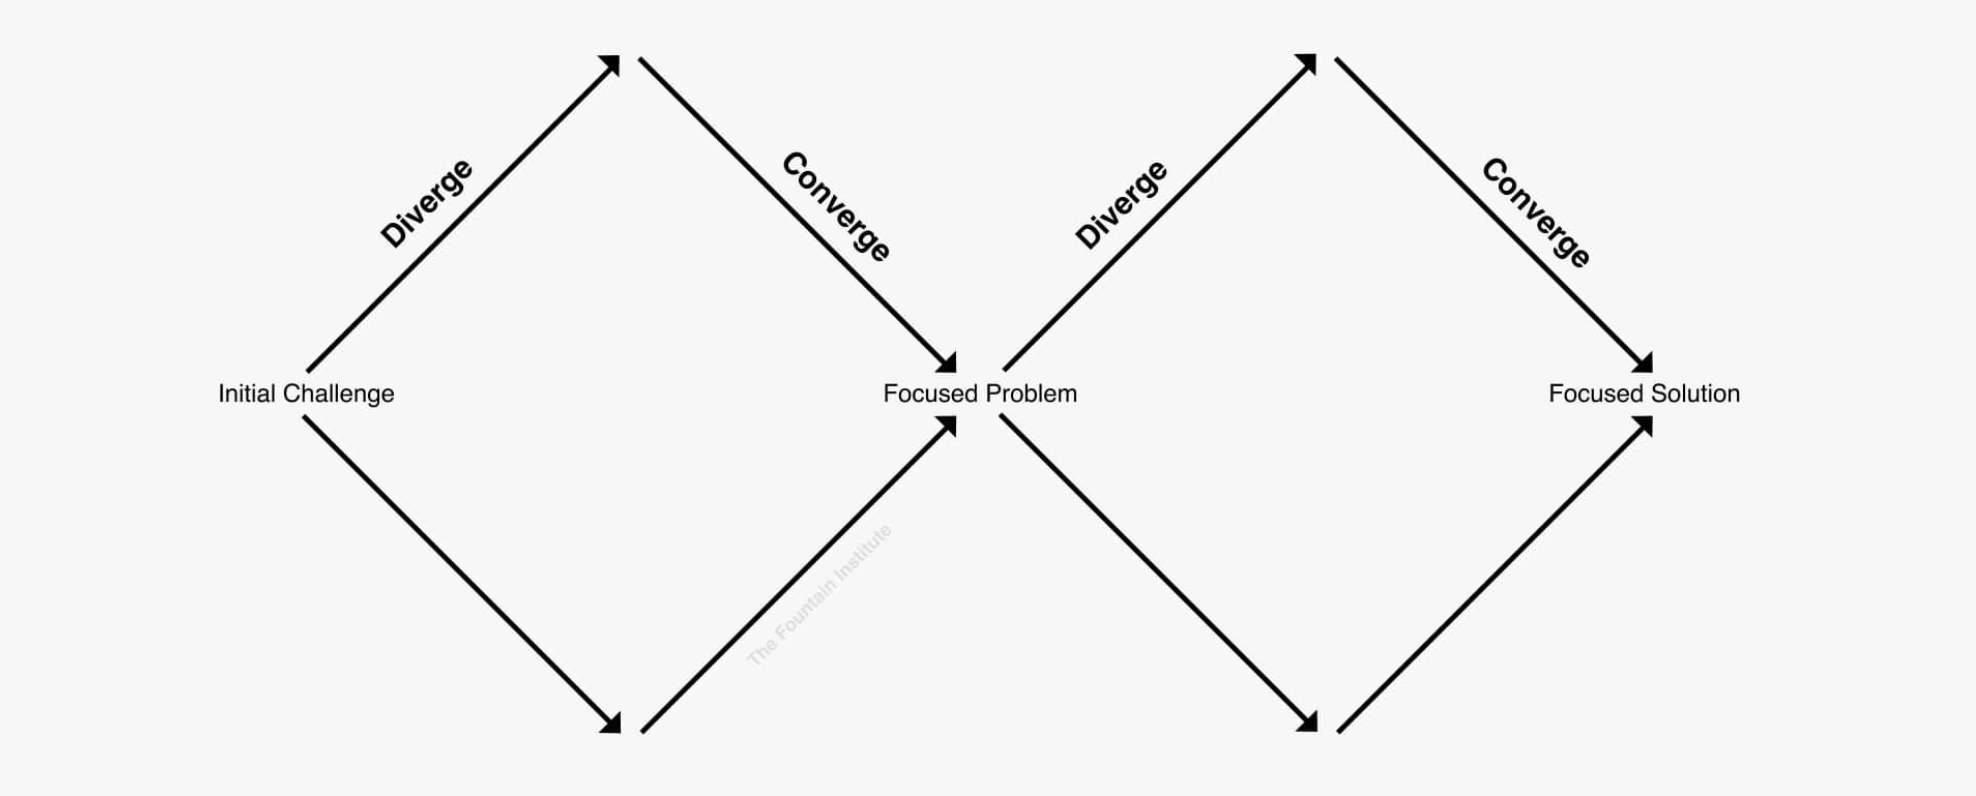 Diverge
Converge
Diverge
Converge
Initial Challenge
Focused Problem
Focused Solution
The Fountain Institute